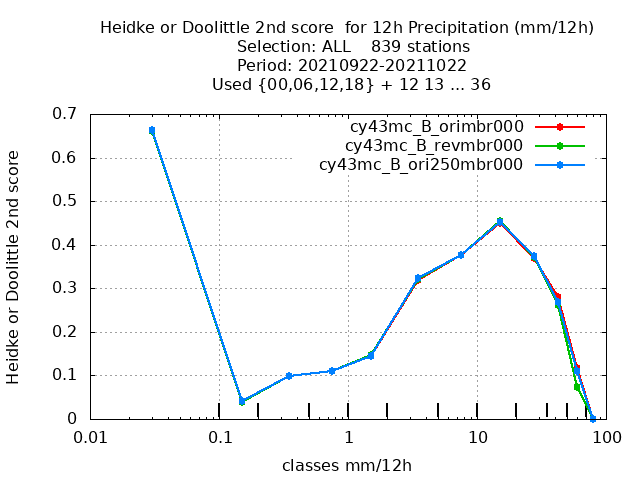 Heidke or Doolittle 2nd score  for 12h Precipitation (mm/12h)
Selection: ALL    839 stations
Period: 20210922-20211022
Used {00,06,12,18} + 12 13 ... 36
cy43mc_B_orimbr000
cy43mc_B_revmbr000
cy43mc_B_ori250mbr000
Heidke or Doolittle 2nd score
0.7
0.6
0.5
0.4
0.3
0.2
0.1
0
0.01 0.1 1 10 100
classes mm/12h